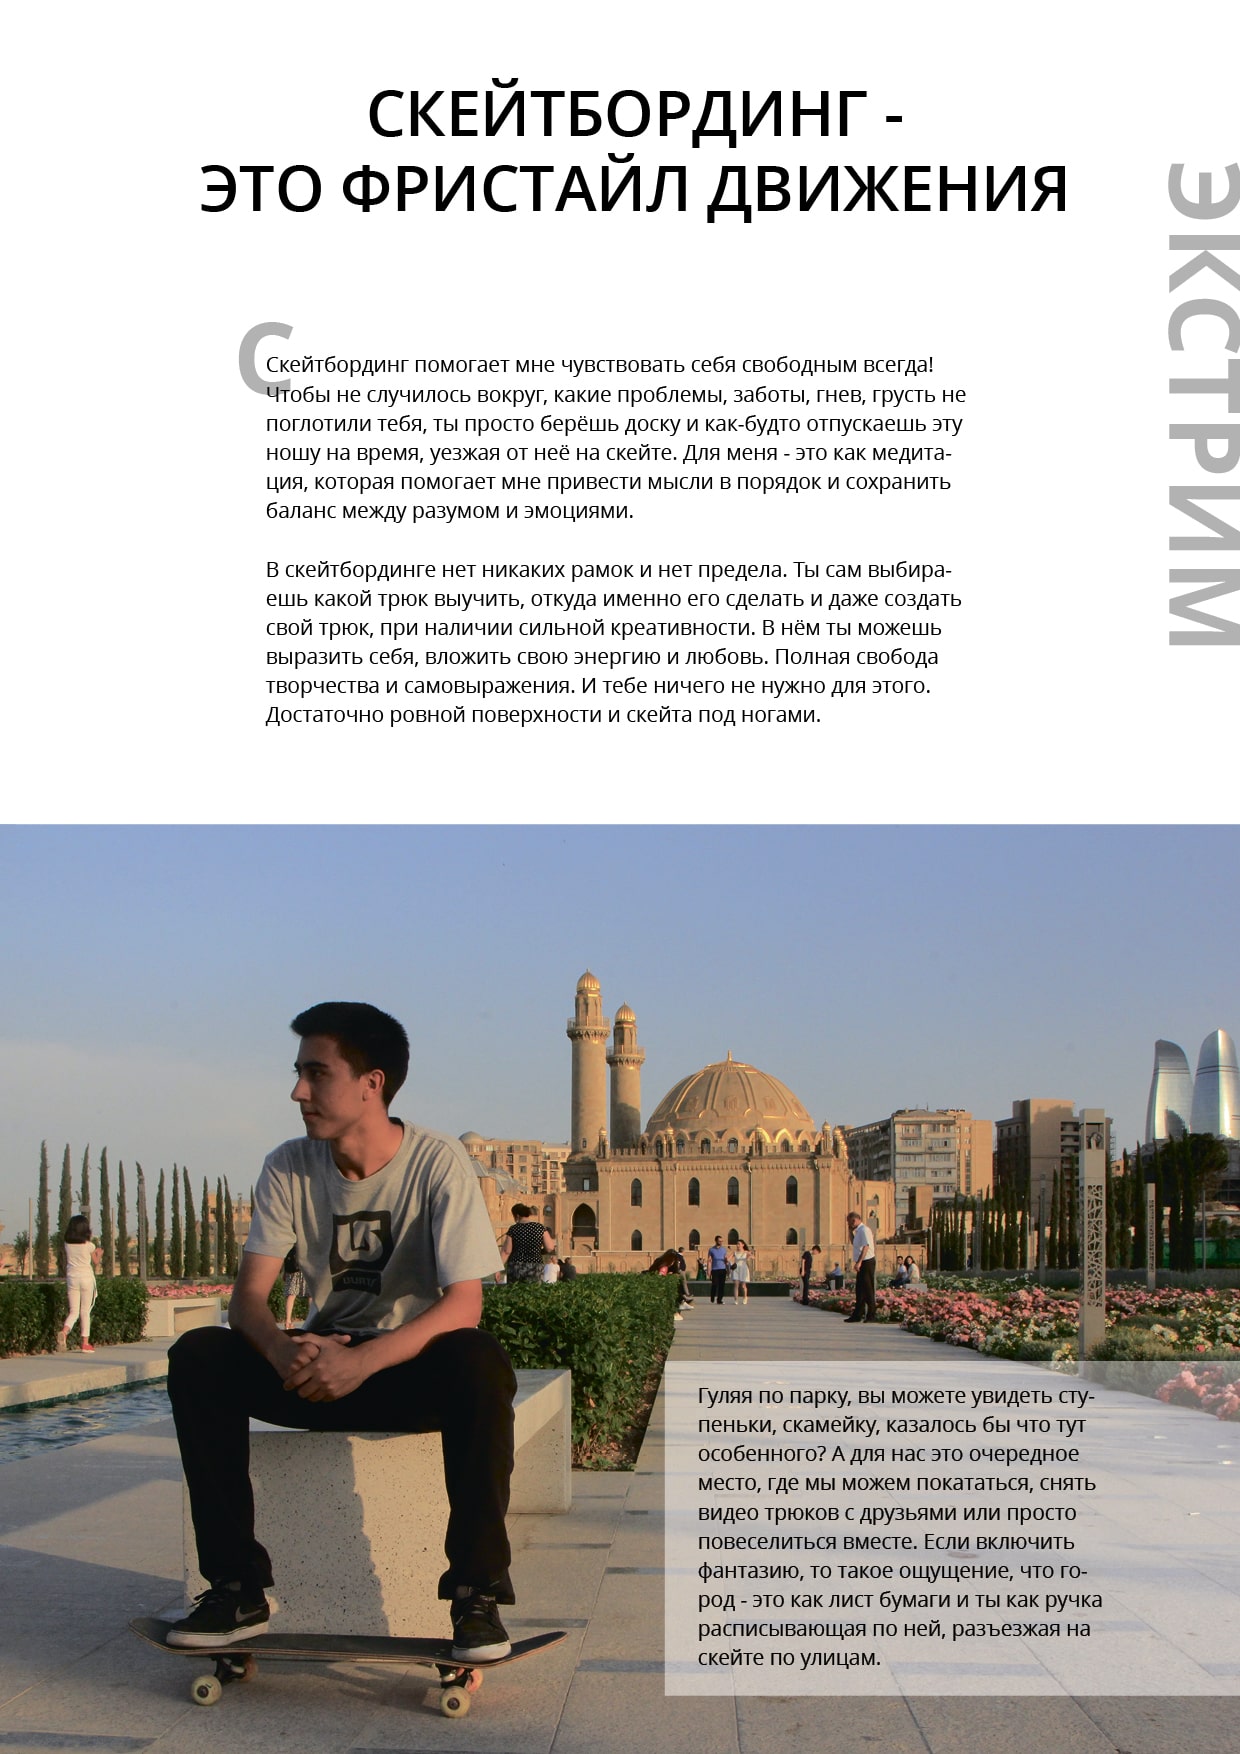 СКЕЙТБОРДИНГ -
ЭТО ФРИСТАЙЛ ДВИЖЕНИЯ
ЭКСТРИМ
С
Скейтбординг помогает мне чувствовать себя свободным всегда!
Чтобы не случилось вокруг, какие проблемы, заботы, гнев, грусть не
поглотили тебя, ты просто берёшь доску и как-будто отпускаешь эту
ношу на время, уезжая от неё на скейте. Для меня - это как медита-
ция, которая помогает мне привести мысли в порядок и сохранить
баланс между разумом и эмоциями.
В скейтбординге нет никаких рамок и нет предела. Ты сам выбира-
ешь какой трюк выучить, откуда именно его сделать и даже создать
свой трюк, при наличии сильной креативности. В нём ты можешь
выразить себя, вложить свою энергию и любовь. Полная свобода
творчества и самовыражения. И тебе ничего не нужно для этого.
Достаточно ровной поверхности и скейта под ногами.
Гуляя по парку, вы можете увидеть сту-
пеньки, скамейку, казалось бы что тут
особенного? А для нас это очередное
место, где мы можем покататься, снять
видео трюков с друзьями или просто
повеселиться вместе. Если включить
фантазию, то такое ощущение, что го-
род - это как лист бумаги и ты как ручка
расписывающая по ней, разъезжая на
скейте по улицам.